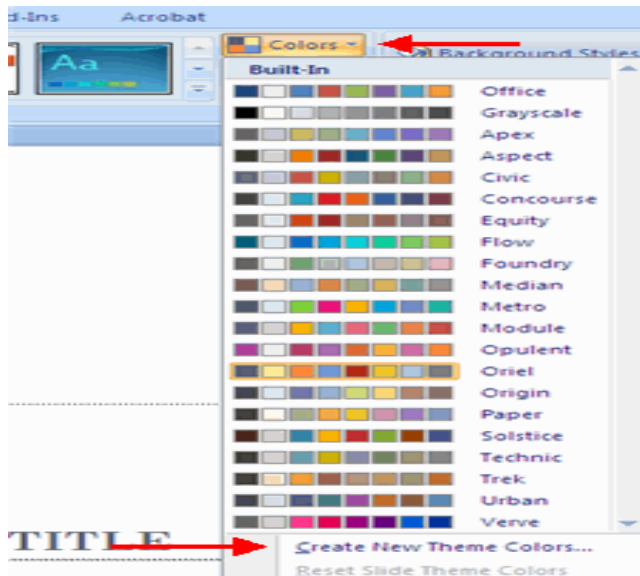 d-Ins Acrobat
Aa
Colors
Background Styles
Built-In
Office
Grayscale
Apex
Aspect
Civic
Concourse
Equity
Flow
Foundry
Median
Metro
Module
Opulent
Oriel
Origin
Paper
Solstice
Technic
Trek
Urban
Verve
TITLE
Create New Theme Colors...
Reset Slide Theme Colors